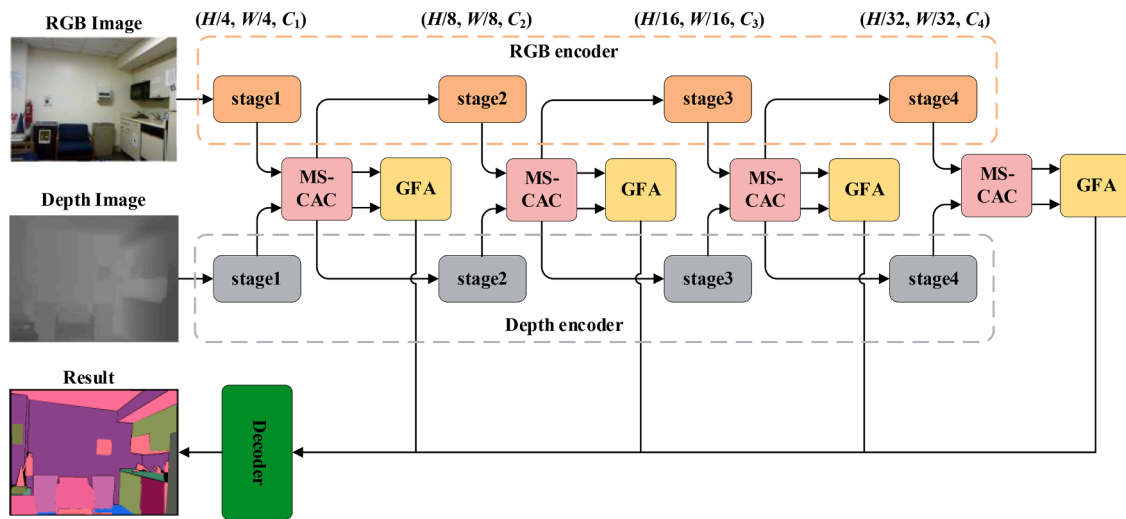 RGB Image
(H/4, W/4, C₁)
(H/8, W/8, C₂)
(H/16, W/16, C₃)
(H/32, W/32, C₄)
RGB encoder
stage1
stage2
stage3
stage4
MS-
CAC
GFA
MS-
CAC
GFA
MS-
CAC
GFA
MS-
CAC
GFA
Depth Image
stage1
stage2
stage3
stage4
Depth encoder
Result
Decoder